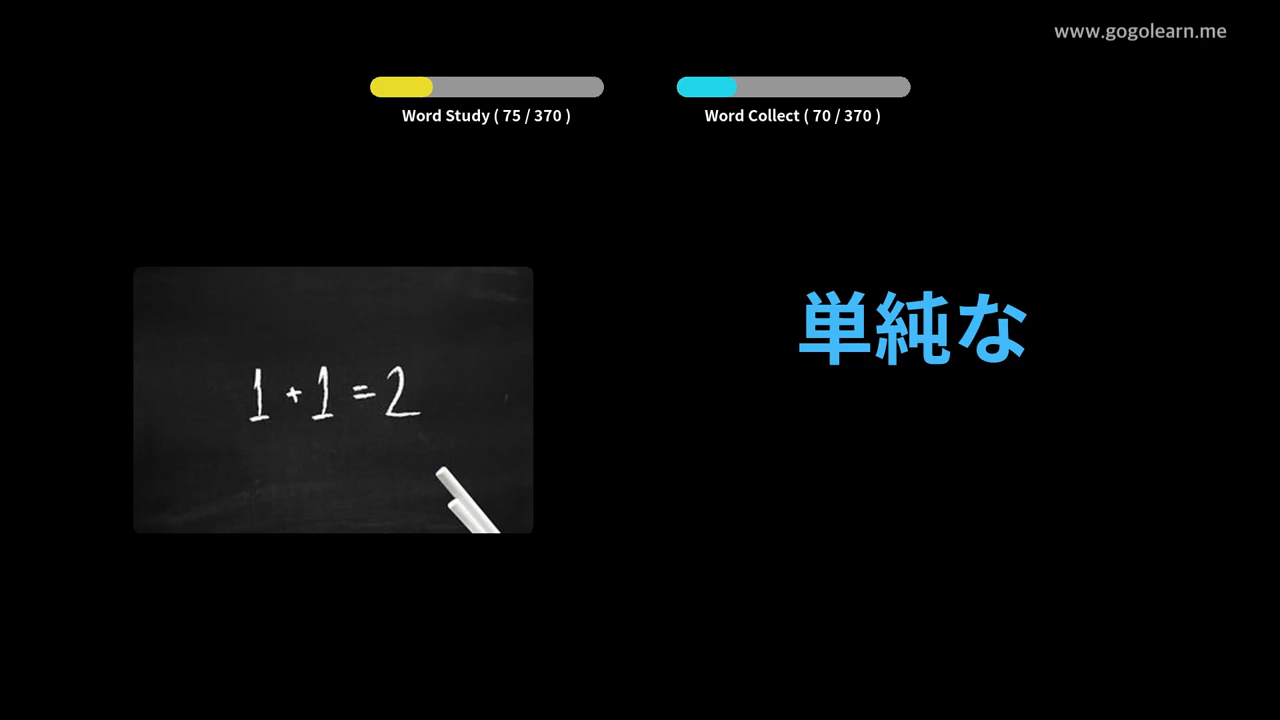 www.gogolearn.me
Word Study ( 75 / 370 )
Word Collect ( 70 / 370 )
単純な
1 + 1 = 2